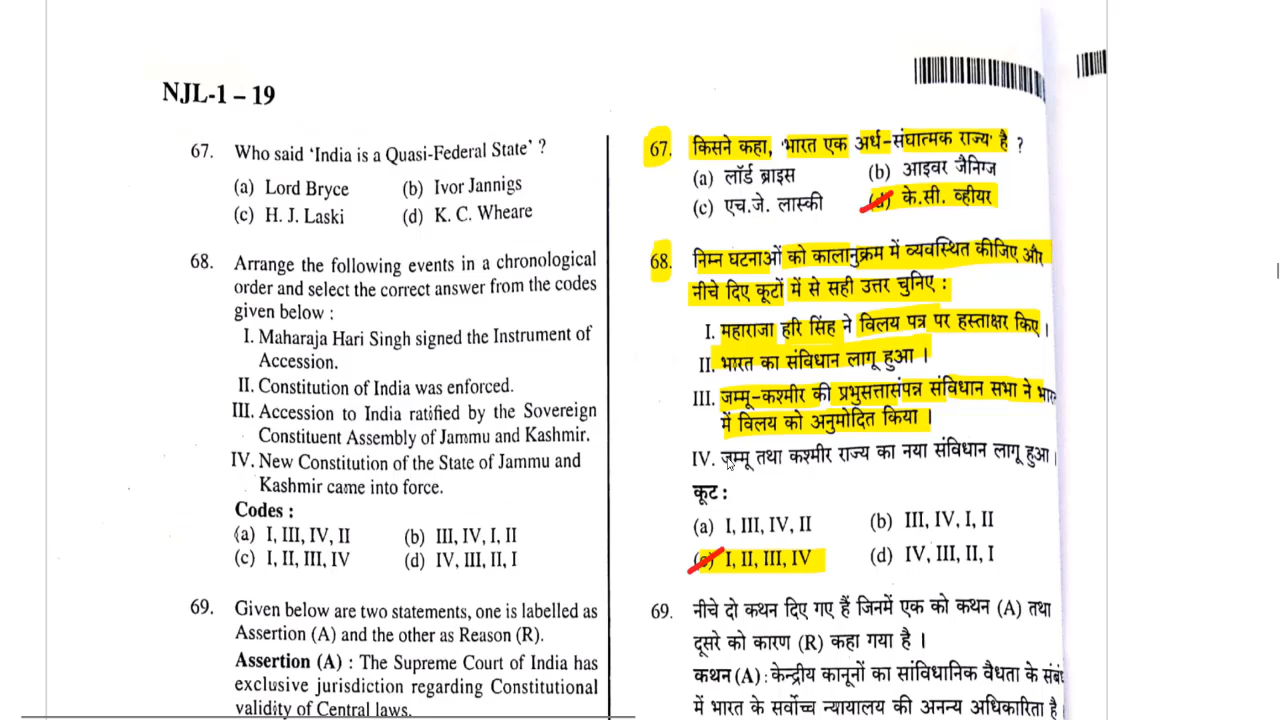 NJL-1 – 19
67. Who said ‘India is a Quasi-Federal State’ ?
(a) Lord Bryce (b) Ivor Jannigs
(c) H. J. Laski (d) K. C. Wheare
68. Arrange the following events in a chronological
order and select the correct answer from the codes
given below :
I. Maharaja Hari Singh signed the Instrument of
Accession.
II. Constitution of India was enforced.
III. Accession to India ratified by the Sovereign
Constituent Assembly of Jammu and Kashmir.
IV. New Constitution of the State of Jammu and
Kashmir came into force.
Codes :
(a) I, III, IV, II (b) III, IV, I, II
(c) I, II, III, IV (d) IV, III, II, I
69. Given below are two statements, one is labelled as
Assertion (A) and the other as Reason (R).
Assertion (A) : The Supreme Court of India has
exclusive jurisdiction regarding Constitutional
validity of Central laws.
67. किसने कहा, ‘भारत एक अर्ध-संघात्मक राज्य’ है ?
(a) लॉर्ड ब्राइस (b) आइवर जैनिग्ज
(c) एच.जे. लास्की (d) के.सी. व्हीयर
68. निम्न घटनाओं को कालानुक्रम में व्यवस्थित कीजिए और
नीचे दिए कूटों में से सही उत्तर चुनिए :
I. महाराजा हरि सिंह ने विलय पत्र पर हस्ताक्षर किए ।
II. भारत का संविधान लागू हुआ ।
III. जम्मू-कश्मीर की प्रभुसत्तासंपन्न संविधान सभा ने
में विलय को अनुमोदित किया ।
IV. जम्मू तथा कश्मीर राज्य का नया संविधान लागू हुआ ।
कूट :
(a) I, III, IV, II (b) III, IV, I, II
(c) I, II, III, IV (d) IV, III, II, I
69. नीचे दो कथन दिए गए हैं जिनमें एक को कथन (A) तथा
दूसरे को कारण (R) कहा गया है ।
कथन (A) : केन्द्रीय कानूनों का सांविधानिक वैधता के
में भारत के सर्वोच्च न्यायालय की अनन्य अधिकारिता है ।